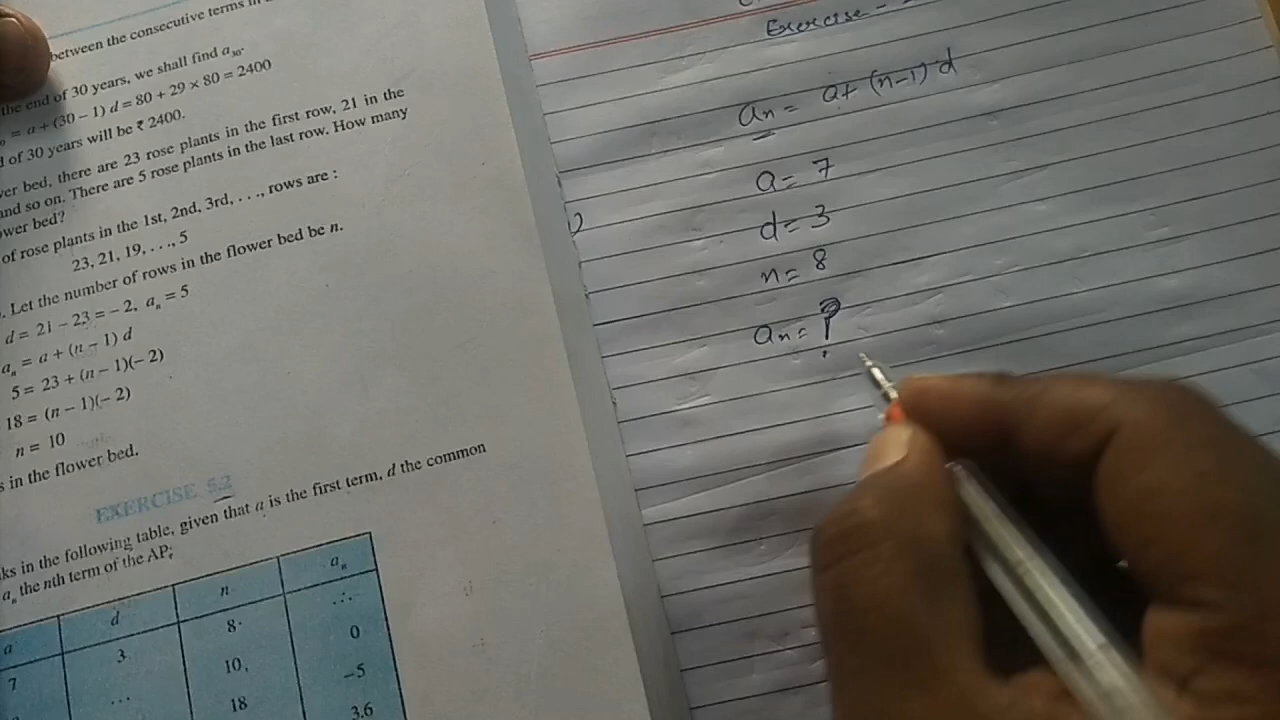 between the consecutive terms in
the end of 30 years, we shall find a₃₀.
= a + (30 – 1) d = 80 + 29 × 80 = 2400
of 30 years will be ₹ 2400.
there are 23 rose plants in the first row, 21 in the
and so on. There are 5 rose plants in the last row. How many
bed?
of rose plants in the 1st, 2nd, 3rd, . . ., rows are :
23, 21, 19, . . ., 5
Let the number of rows in the flower bed be n.
d = 21 – 23 = – 2, aₙ = 5
aₙ = a + (n – 1) d
5 = 23 + (n – 1)(– 2)
18 = (n – 1)(– 2)
n = 10
in the flower bed.
EXERCISE 5.2
in the following table, given that a is the first term, d the common
aₙ the nth term of the AP:
a d n aₙ
7 3 8 . . .
. . . 10 0
18 –5
3.6
Exercise -
an = a+ (n-1) d
a = 7
d = 3
n = 8
an = ?